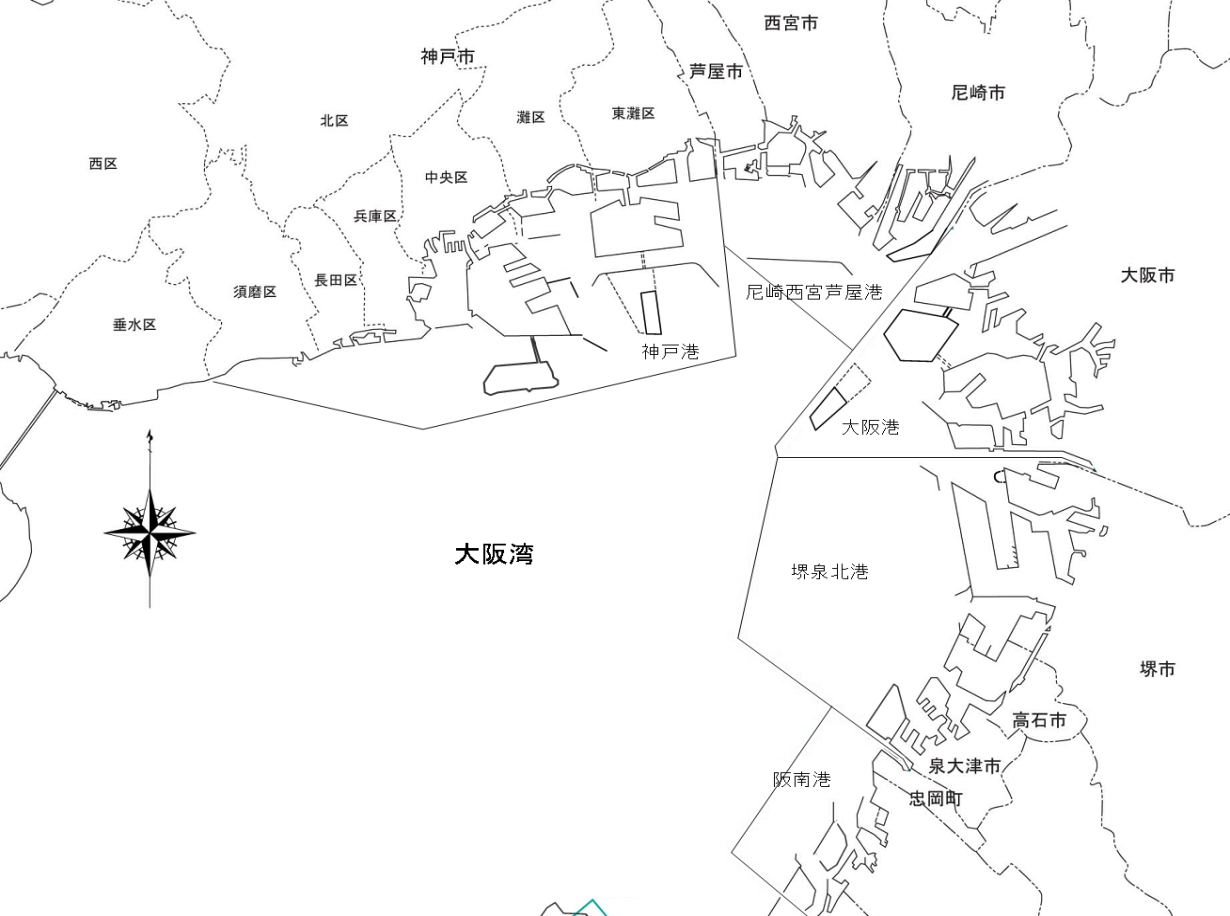 西宮市
神戸市
芦屋市
尼崎市
灘区
東灘区
北区
西区
中央区
兵庫区
長田区
須磨区
垂水区
大阪市
尼崎西宮芦屋港
神戸港
大阪港
大阪湾
堺泉北港
堺市
高石市
泉大津市
阪南港
忠岡町